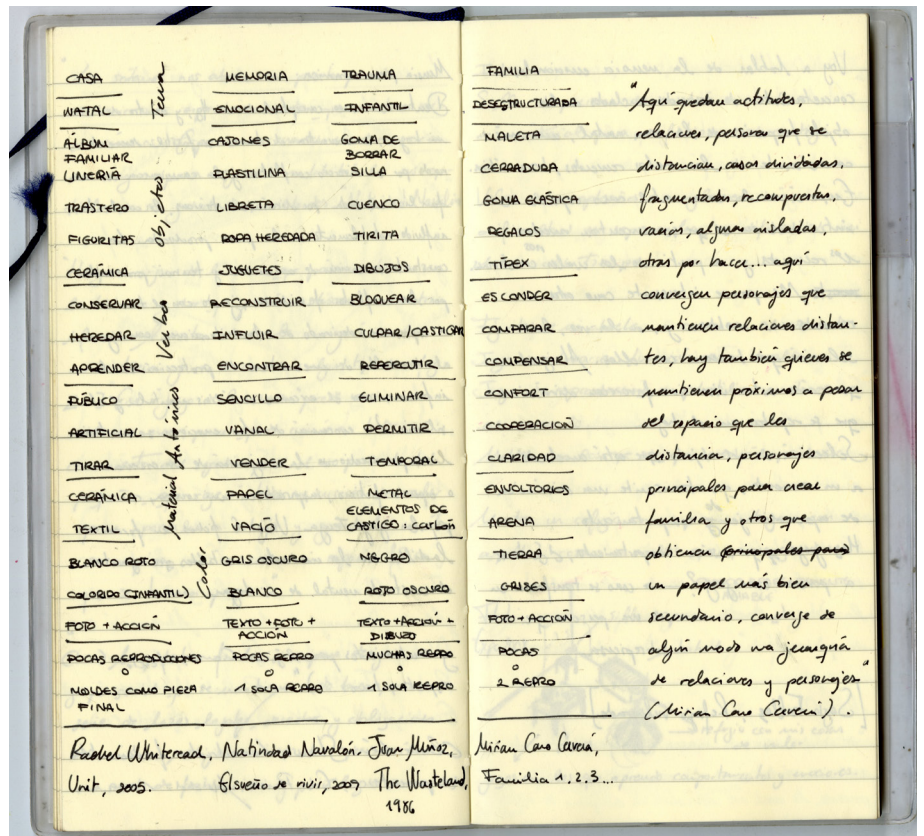 CASA MEMORIA TRAUMA
NATAL EMOCIONAL INFANTIL
Tema
ÁLBUM CAJONES GOMA DE
FAMILIAR BORRAR
LINERÍA PLASTILINA SILLA
TRASTERO LIBRETA CUENCO
FIGURITAS ROPA HEREDADA TIRITA
CERÁMICA JUGUETES DIBUJOS
Objetos
CONSERVAR RECONSTRUIR BLOQUEAR
HEREDAR INFLUIR CULPAR/CASTIGAR
APRENDER ENCONTRAR REPERCUTIR
Verbos
PÚBLICO SENCILLO ELIMINAR
ARTIFICIAL VANAL PERMITIR
TIRAR VENDER TEMPORAL
Antónimos
CERÁMICA PAPEL METAL
ELEMENTOS DE
TEXTIL VACIO CASTIGO: carbón
Material
BLANCO ROTO GRIS OSCURO NEGRO
COLORIDO (INFANTIL) BLANCO ROJO OSCURO
Color
FOTO + ACCIÓN TEXTO + FOTO + TEXTO + ACCIÓN +
ACCIÓN DIBUJO
POCAS REPRODUCCIONES POCAS REPRO MUCHAS REPRO
O O O
MOLDES COMO PIEZA 1 SOLA REPRO 1 SOLA REPRO
FINAL
Rachel Whiteread, Natividad Navalón, Juan Muñoz,
Unit, 2005. El sueño de vivir, 2009 The Wasteland,
1986
FAMILIA
DESESTRUCTURADA
MALETA
CERRADURA
GOMA ELÁSTICA
REGALOS
TÍPEX
ESCONDER
COMPARAR
COMPENSAR
CONFORT
COOPERACIÓN
CLARIDAD
ENVOLTORIOS
ARENA
TIERRA
GRISES
FOTO + ACCIÓN
POCAS
O
2 REPRO
"Aquí quedan actitudes,
relaciones, personas que se
distancian, casas divididas,
fragmentadas, recompuestas,
vacías, algunas aisladas,
otras por hacer... aquí
convergen personajes que
mantienen relaciones distan-
tes, hay también quienes se
mantienen próximos a pesar
del espacio que les
distancia, personajes
principales para crear
familia y otros que
obtienen (principales para)
un papel más bien
secundario, converge de
algún modo una jerarquía
de relaciones y personajes"
(Mirian Cano Cerveri).
Mirian Cano Cerveri,
Familia 1, 2, 3...